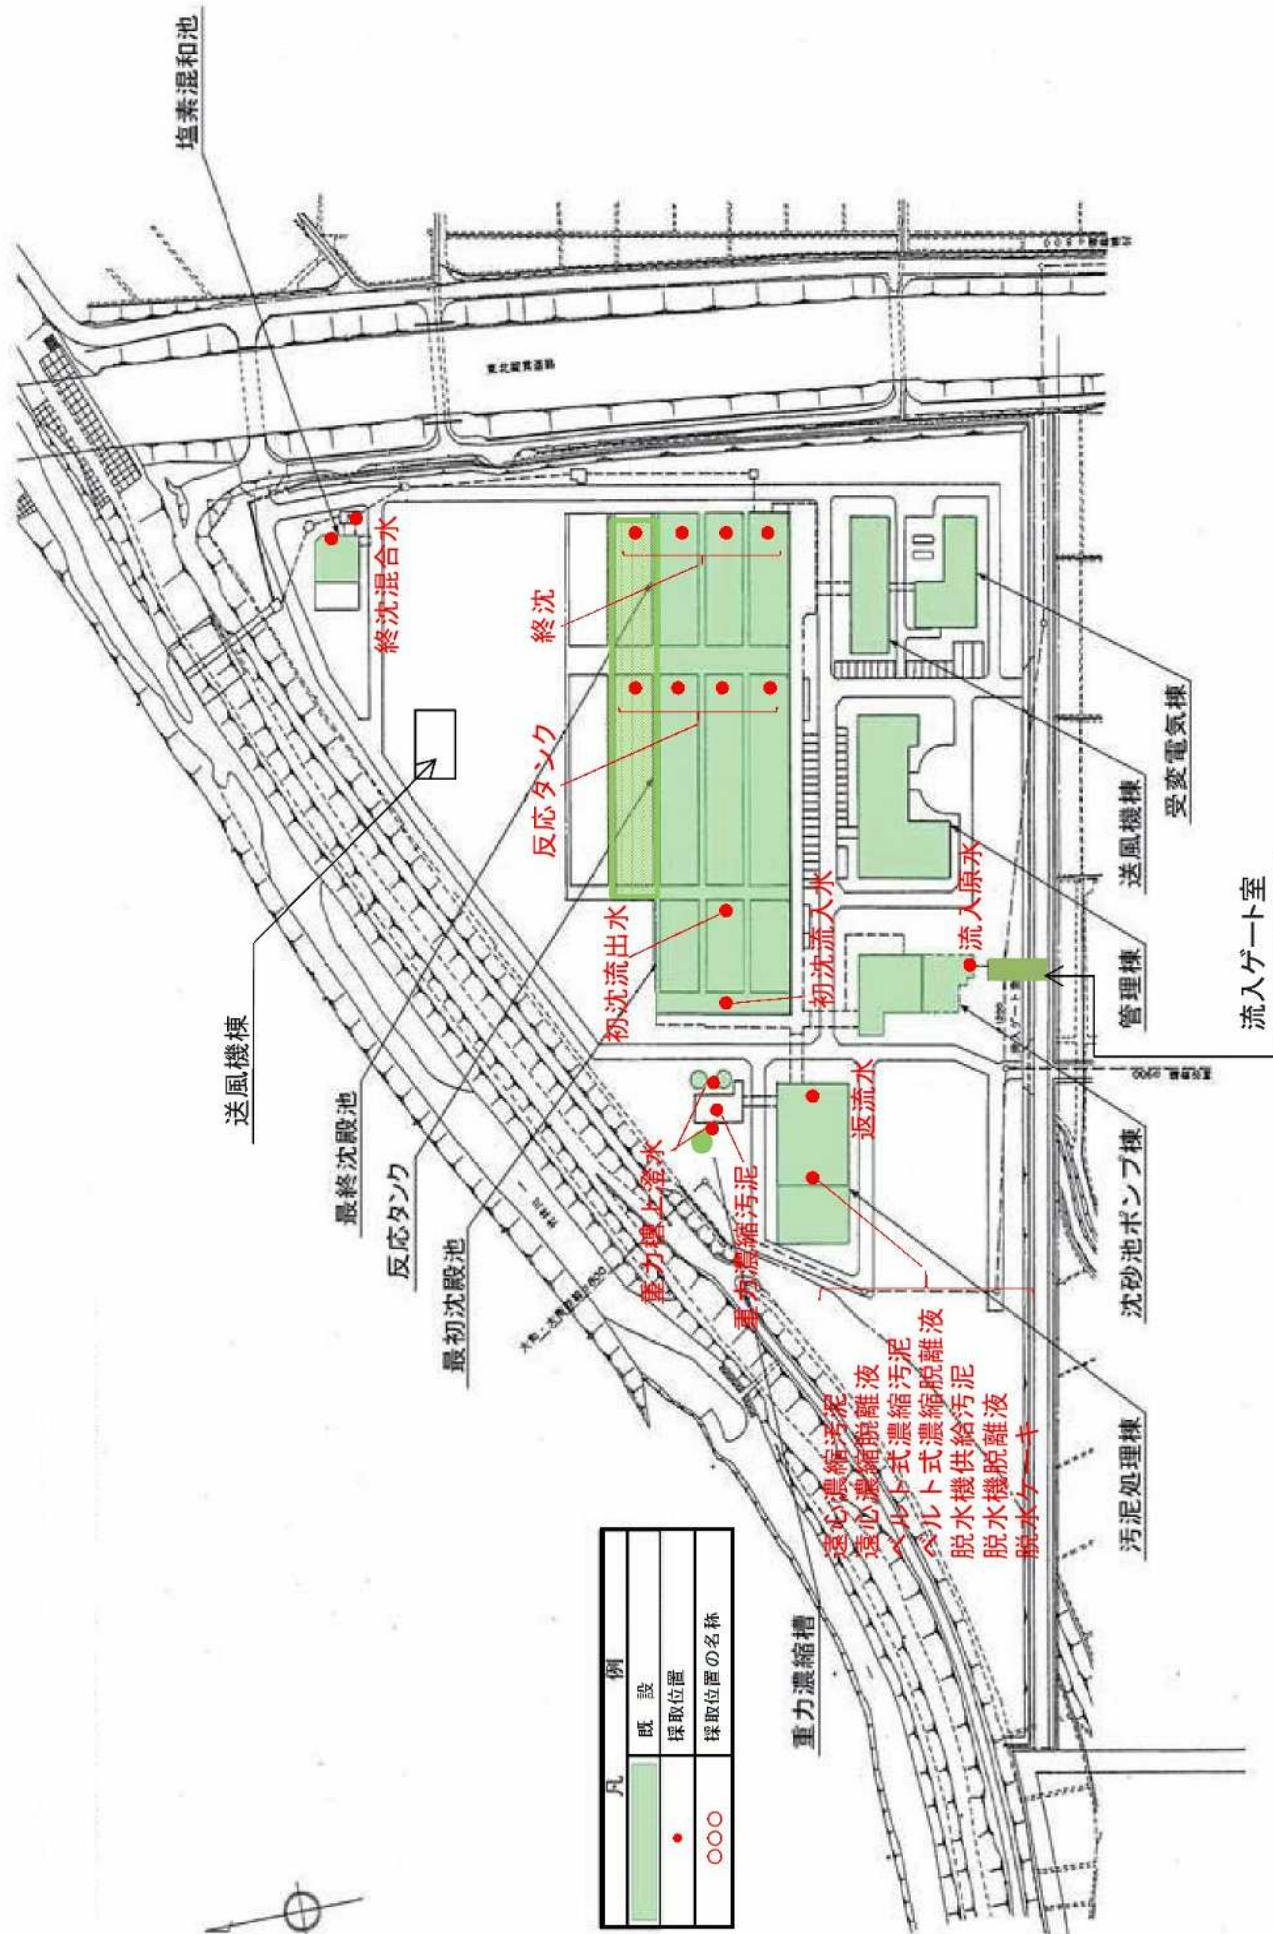 塩素混和池
東北縦貫道路
終沈混合水
終沈
反応タンク
初沈流出水
初沈流入水
流入原水
返流水
送風機棟
最終沈殿池
反応タンク
最初沈殿池
重力濃縮汚泥
遠心濃縮汚泥
遠心濃縮脱離液
ベルト式濃縮汚泥
ベルト式濃縮脱離液
脱水機供給汚泥
脱水機脱離液
脱水ケーキ
受変電気棟
送風機棟
管理棟
流入ゲート室
沈砂池ポンプ棟
汚泥処理棟
重力濃縮槽
凡例
既設
採取位置
○○○ 採取位置の名称